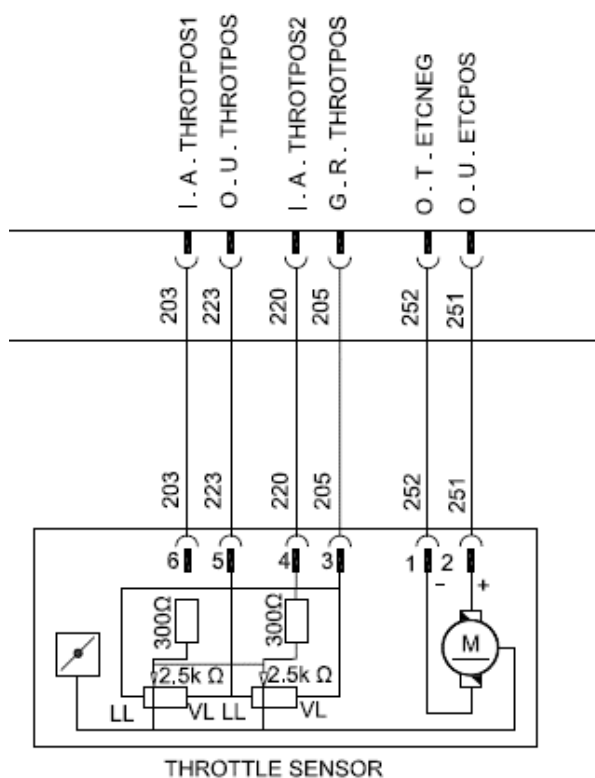 I . A . THROTPOS1
O . U . THROTPOS
I . A . THROTPOS2
G . R . THROTPOS
O . T . ETCNEG
O . U . ETCPOS
203 223 220 205 252 251
203 223 220 205 252 251
6 5 4 3 1 2
− +
300Ω 300Ω
M
2.5k Ω 2.5k Ω
LL VL LL VL
THROTTLE SENSOR